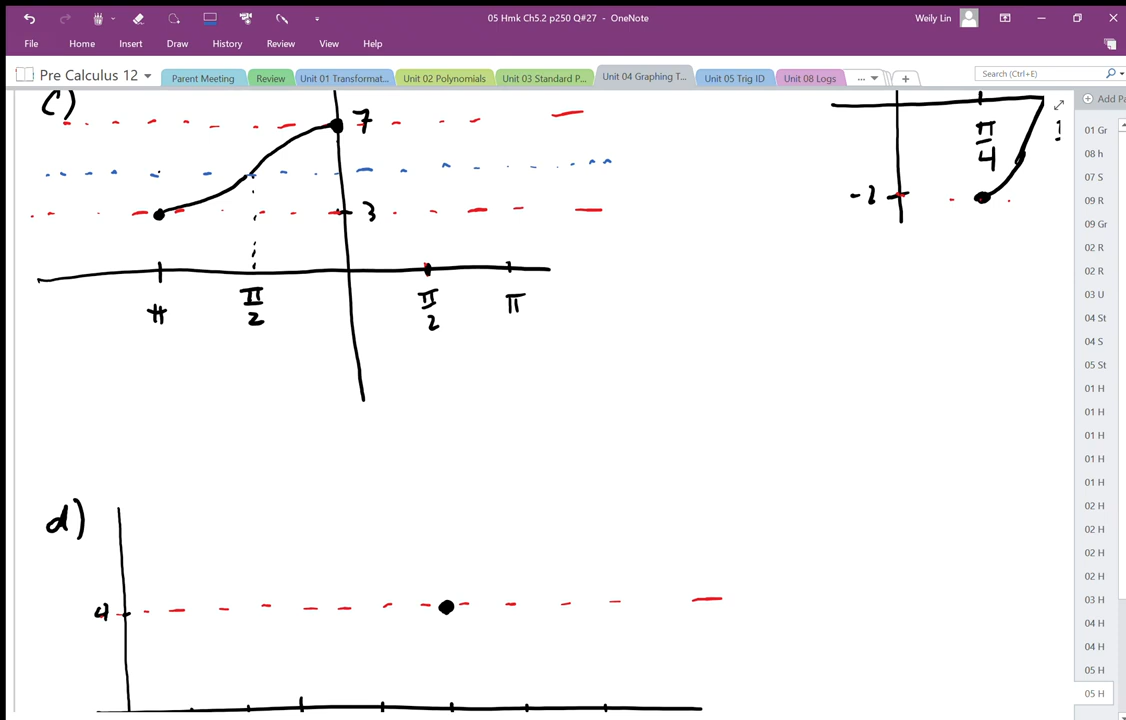 05 Hmk Ch5.2 p250 Q#27 - OneNote
Weily Lin
File Home Insert Draw History Review View Help
Pre Calculus 12
Parent Meeting
Review
Unit 01 Transformat...
Unit 02 Polynomials
Unit 03 Standard P...
Unit 04 Graphing T...
Unit 05 Trig ID
Unit 08 Logs
...
Search (Ctrl+E)
Add Pa
01 Gr
08 h
07 S
09 R
09 Gr
02 R
02 R
03 U
04 St
04 S
05 St
01 H
01 H
01 H
01 H
01 H
02 H
02 H
02 H
02 H
03 H
04 H
04 H
05 H
05 H
c)
7
3
π
π/2
π/2
π
π/4
-2
d)
4